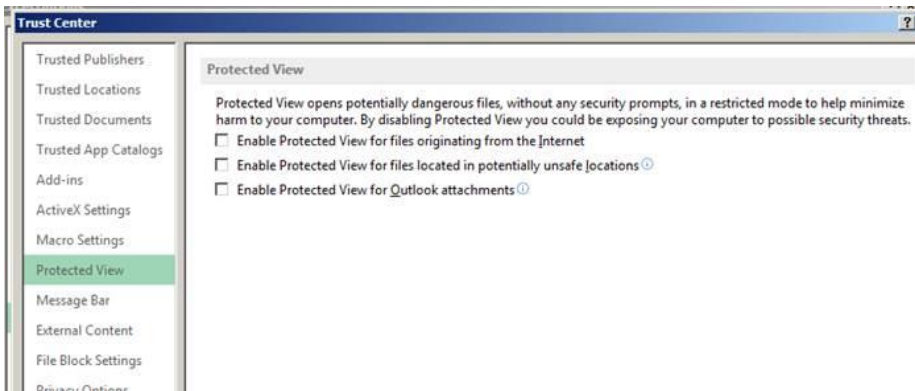 Trust Center
?
Trusted Publishers
Trusted Locations
Trusted Documents
Trusted App Catalogs
Add-ins
ActiveX Settings
Macro Settings
Protected View
Message Bar
External Content
File Block Settings
Privacy Options
Protected View
Protected View opens potentially dangerous files, without any security prompts, in a restricted mode to help minimize
harm to your computer. By disabling Protected View you could be exposing your computer to possible security threats.
Enable Protected View for files originating from the Internet
Enable Protected View for files located in potentially unsafe locations
Enable Protected View for Outlook attachments